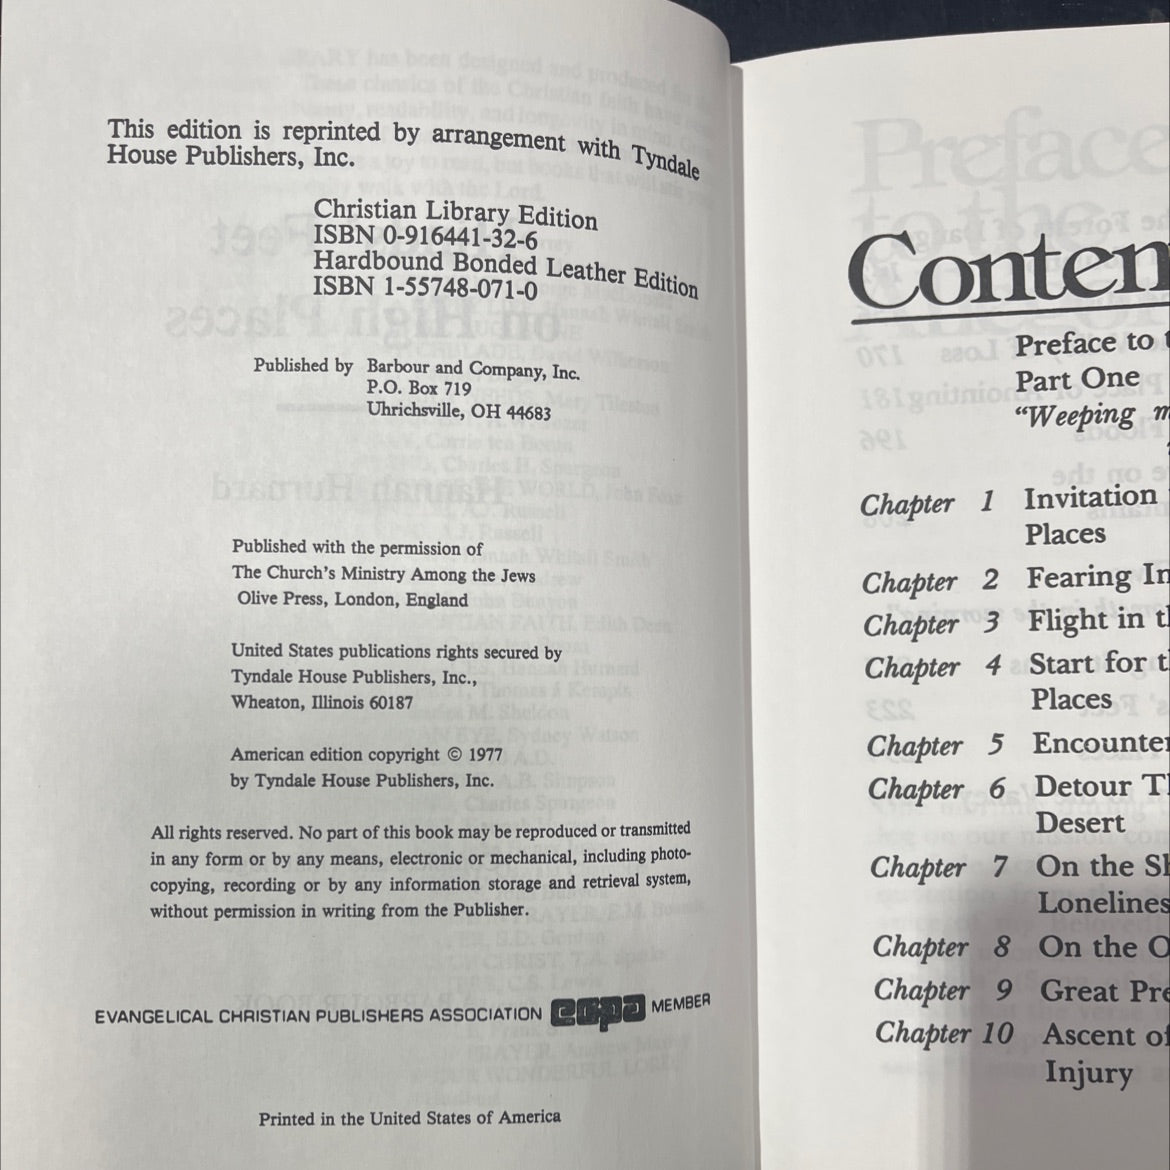 This edition is reprinted by arrangement with Tyndale
House Publishers, Inc.
Christian Library Edition
ISBN 0-916441-32-6
Hardbound Bonded Leather Edition
ISBN 1-55748-071-0
Published by Barbour and Company, Inc.
P.O. Box 719
Uhrichsville, OH 44683
Published with the permission of
The Church's Ministry Among the Jews
Olive Press, London, England
United States publications rights secured by
Tyndale House Publishers, Inc.,
Wheaton, Illinois 60187
American edition copyright © 1977
by Tyndale House Publishers, Inc.
All rights reserved. No part of this book may be reproduced or transmitted
in any form or by any means, electronic or mechanical, including photo-
copying, recording or by any information storage and retrieval system,
without permission in writing from the Publisher.
EVANGELICAL CHRISTIAN PUBLISHERS ASSOCIATION ecpa MEMBER
Printed in the United States of America
Conten
Preface to t
Part One
“Weeping m
Chapter 1 Invitation
Places
Chapter 2 Fearing In
Chapter 3 Flight in t
Chapter 4 Start for t
Places
Chapter 5 Encounter
Chapter 6 Detour T
Desert
Chapter 7 On the S
Lonelines
Chapter 8 On the O
Chapter 9 Great Pre
Chapter 10 Ascent of
Injury